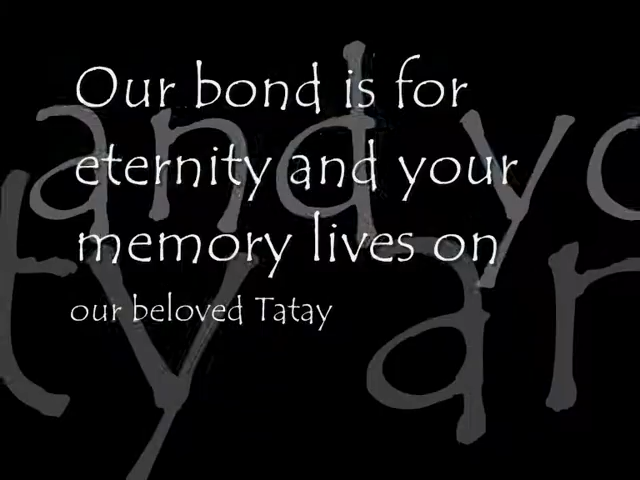 Our bond is for
eternity and your
memory lives on
our beloved Tatay